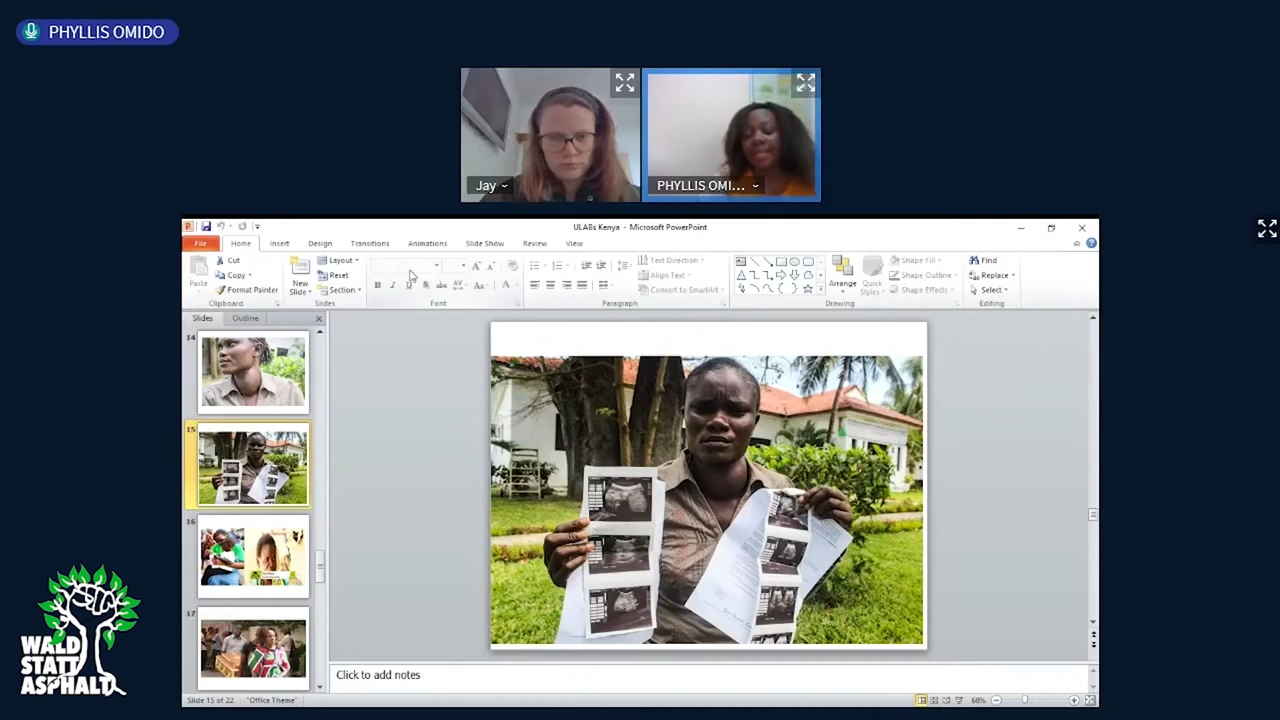 PHYLLIS OMIDO
Jay
PHYLLIS OMI...
ULABs Kenya - Microsoft PowerPoint
File Home Insert Design Transitions Animations Slide Show Review View
Paste
Cut
Copy
Format Painter
Clipboard
New
Slide
Layout
Reset
Section
Slides
Font
Text Direction
Align Text
Convert to SmartArt
Paragraph
Arrange
Quick
Styles
Shape Fill
Shape Outline
Shape Effects
Drawing
Find
Replace
Select
Editing
Slides Outline
14
15
16
17
Click to add notes
Slide 15 of 22 "Office Theme" 68%
WALD
STATT
ASPHALT